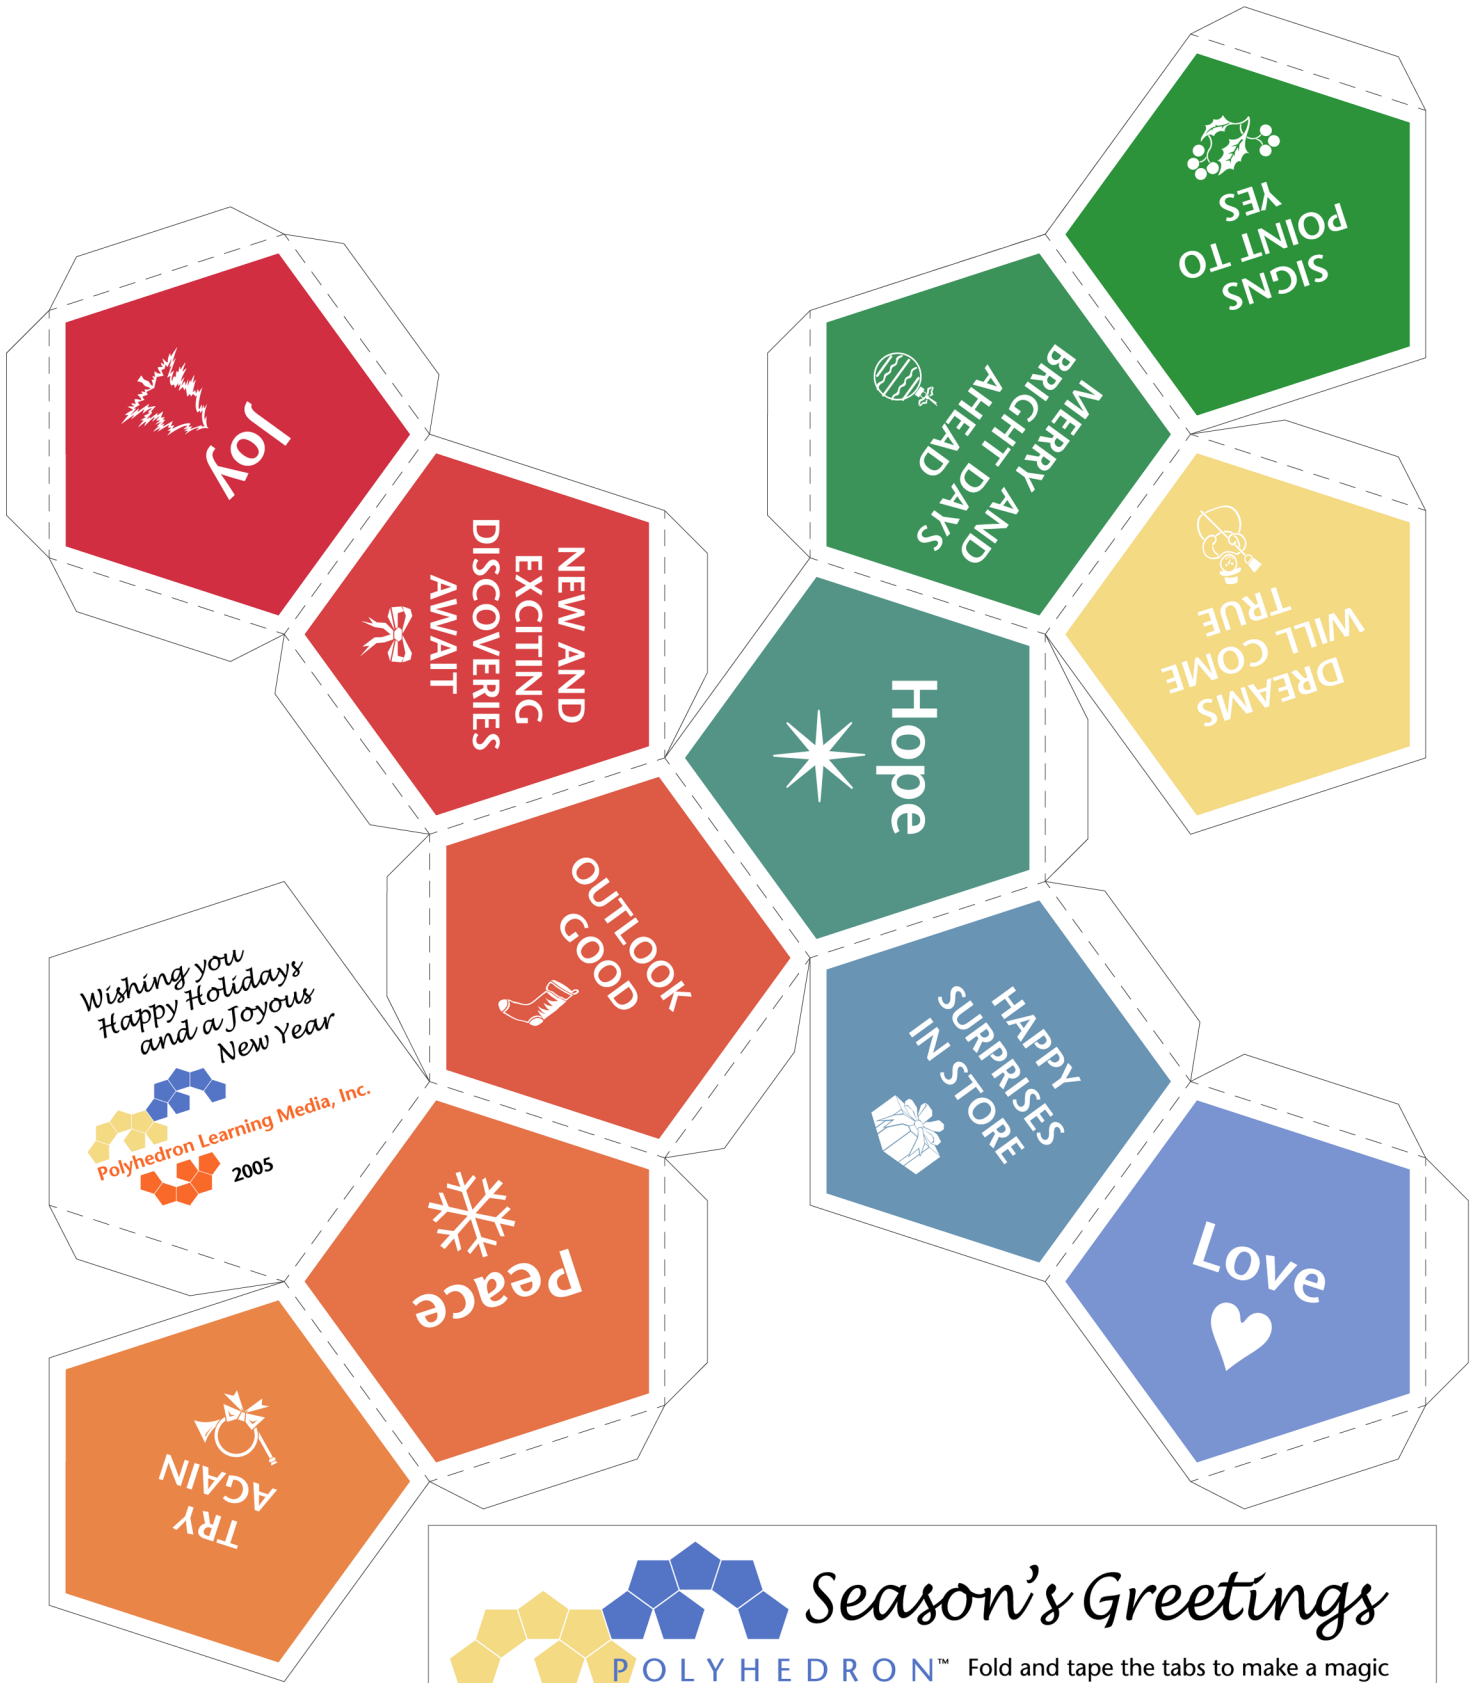 SIGNS
POINT TO
YES
MERRY AND
BRIGHT DAYS
AHEAD
Joy
NEW AND
EXCITING
DISCOVERIES
AWAIT
DREAMS
WILL COME
TRUE
Hope
OUTLOOK
GOOD
HAPPY
SURPRISES
IN STORE
Wishing you
Happy Holidays
and a Joyous
New Year
Polyhedron Learning Media, Inc.
2005
Peace
Love
TRY
AGAIN
Season's Greetings
POLYHEDRON™ Fold and tape the tabs to make a magic